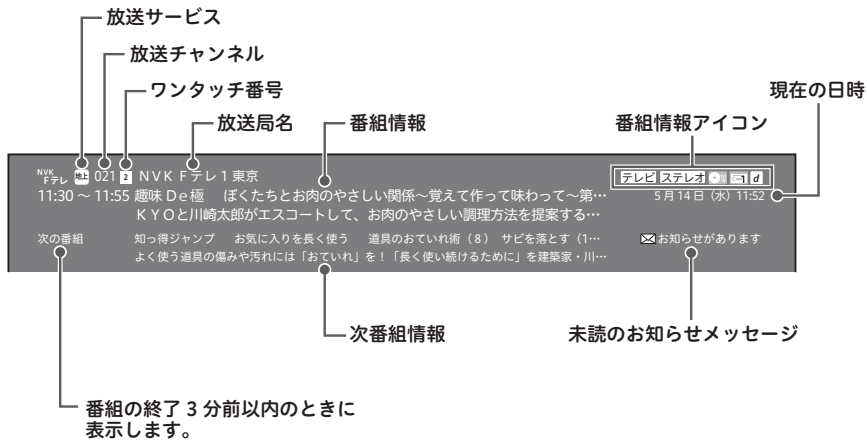 放送サービス
放送チャンネル
ワンタッチ番号
現在の日時
放送局名
番組情報
番組情報アイコン
NVK Fテレ 地上 021 2 NVK Fテレ1東京 テレビ ステレオ d
11:30 ～ 11:55 趣味De極 ぼくたちとお肉のやさしい関係～覚えて作って味わって～第… 5月14日（水）11:52
KYOと川崎太郎がエスコートして、お肉のやさしい調理方法を提案する…
次の番組 知っ得ジャンプ お気に入りを長く使う 道具のおていれ術（8） サビを落とす（1… お知らせがあります
よく使う道具の傷みや汚れには「おていれ」を！「長く使い続けるために」を建築家・川…
次番組情報
未読のお知らせメッセージ
番組の終了3分前以内のときに
表示します。